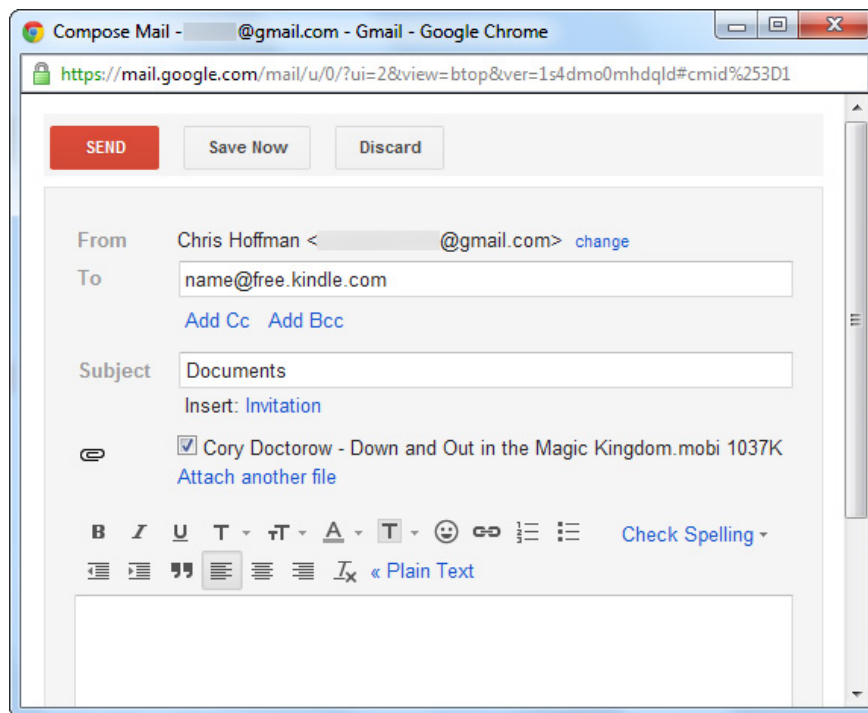 Compose Mail - @gmail.com - Gmail - Google Chrome
https://mail.google.com/mail/u/0/?ui=2&view=btop&ver=1s4dmo0mhdqld#cmid%253D1
SEND Save Now Discard
From Chris Hoffman < @gmail.com> change
To name@free.kindle.com
Add Cc Add Bcc
Subject Documents
Insert: Invitation
Cory Doctorow - Down and Out in the Magic Kingdom.mobi 1037K
Attach another file
B I U T TT A T Check Spelling
« Plain Text